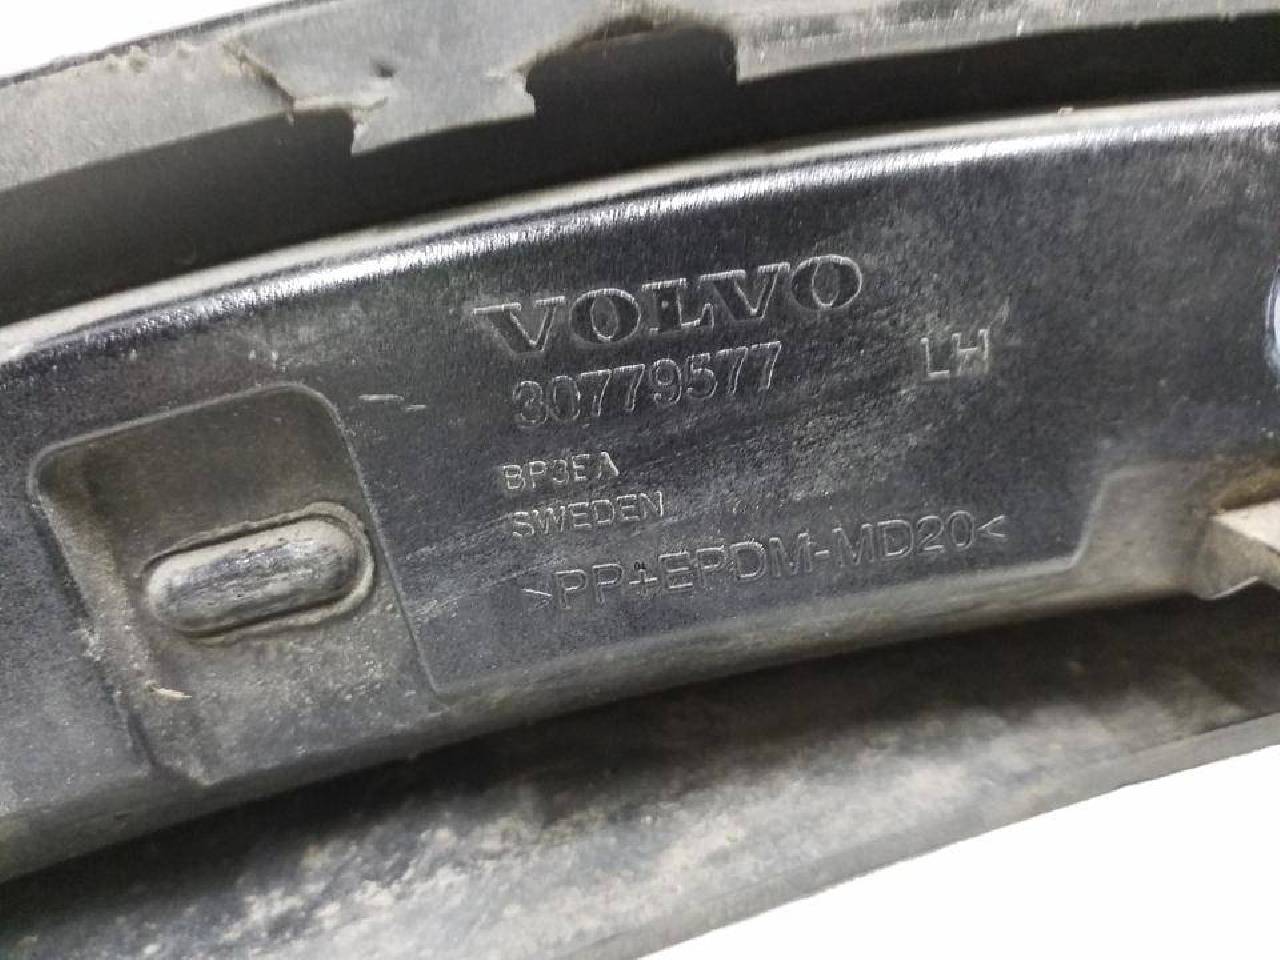 VOLVO
30779577 LH
BP3EA
SWEDEN
>PP+EPDM-MD20<